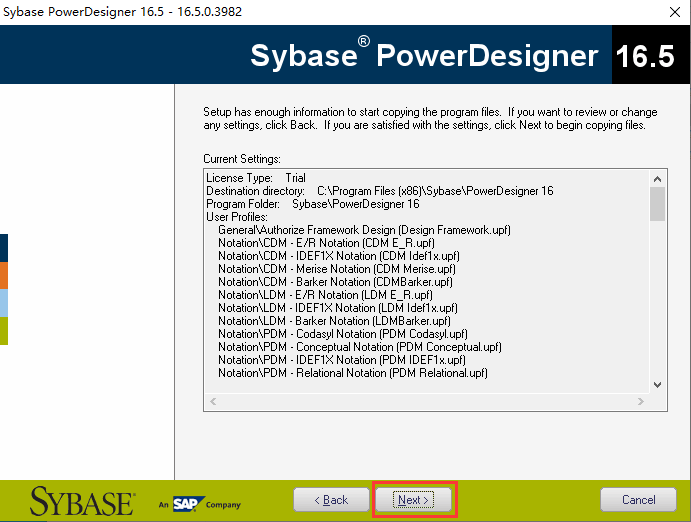 Sybase PowerDesigner 16.5 - 16.5.0.3982
Sybase® PowerDesigner 16.5
Setup has enough information to start copying the program files. If you want to review or change
any settings, click Back. If you are satisfied with the settings, click Next to begin copying files.
Current Settings:
License Type: Trial
Destination directory: C:\Program Files (x86)\Sybase\PowerDesigner 16
Program Folder: Sybase\PowerDesigner 16
User Profiles:
General\Authorize Framework Design (Design Framework.upf)
Notation\CDM - E/R Notation (CDM E_R.upf)
Notation\CDM - IDEF1X Notation (CDM Idef1x.upf)
Notation\CDM - Merise Notation (CDM Merise.upf)
Notation\CDM - Barker Notation (CDMBarker.upf)
Notation\LDM - E/R Notation (LDM E_R.upf)
Notation\LDM - IDEF1X Notation (LDM Idef1x.upf)
Notation\LDM - Barker Notation (LDMBarker.upf)
Notation\PDM - Codasyl Notation (PDM Codasyl.upf)
Notation\PDM - Conceptual Notation (PDM Conceptual.upf)
Notation\PDM - IDEF1X Notation (PDM IDEF1x.upf)
Notation\PDM - Relational Notation (PDM Relational.upf)
SYBASE® An SAP Company
< Back
Next >
Cancel